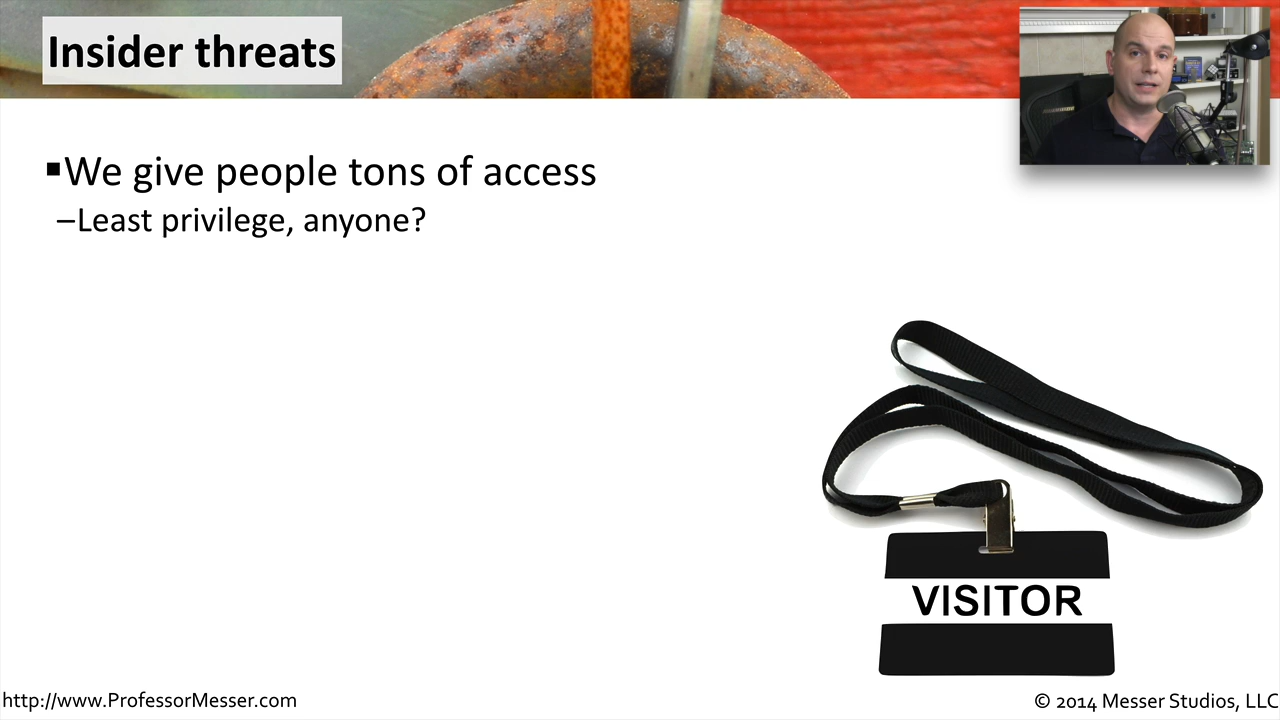 Insider threats
▪We give people tons of access
–Least privilege, anyone?
VISITOR
http://www.ProfessorMesser.com
© 2014 Messer Studios, LLC